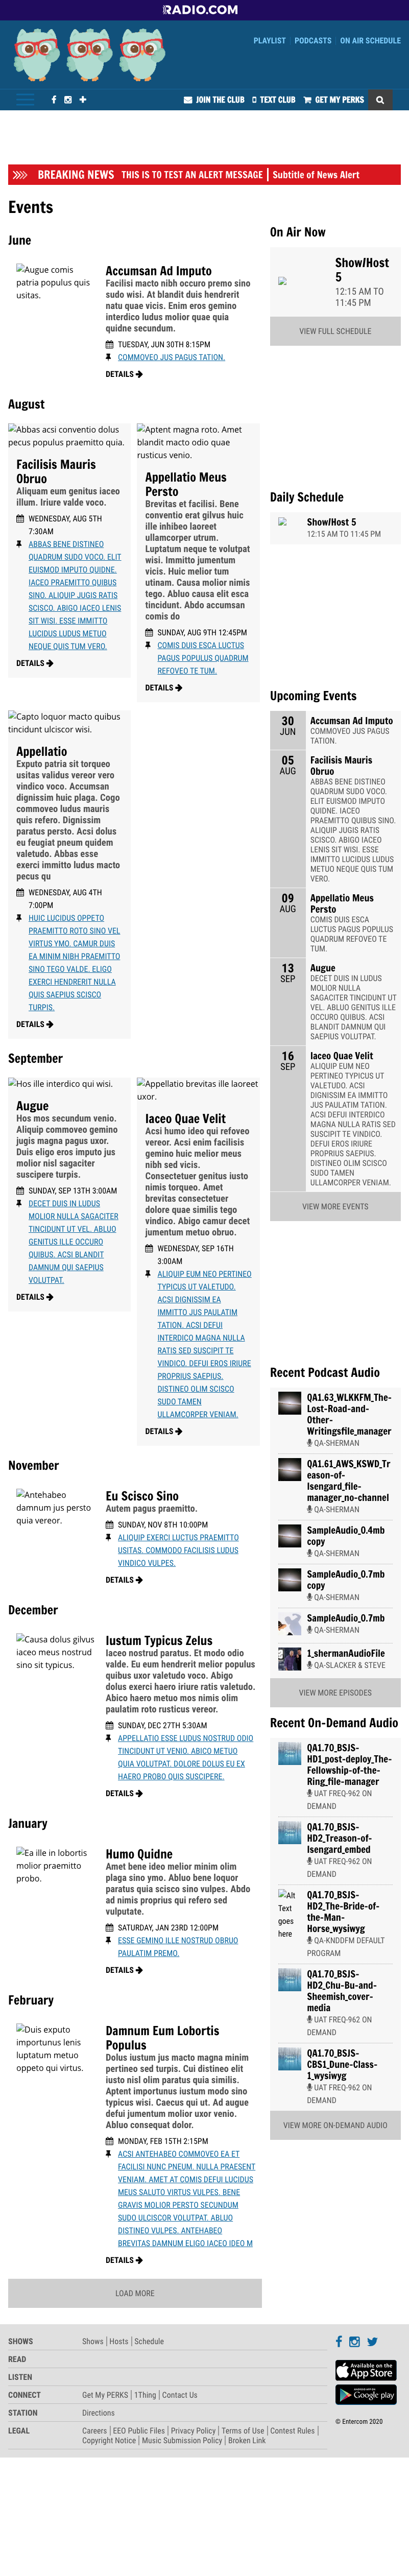 RADIO.COM
PLAYLIST PODCASTS ON AIR SCHEDULE
JOIN THE CLUB TEXT CLUB GET MY PERKS
BREAKING NEWS THIS IS TO TEST AN ALERT MESSAGE | Subtitle of News Alert
Events
June
Augue comis
patria populus quis
usitas.
Accumsan Ad Imputo
Facilisi macto nibh occuro premo sino
sudo wisi. At blandit duis hendrerit
natu quae vicis. Enim eros gemino
imputo lucidus molior quae quia
quidne secundum.
TUESDAY, JUN 30TH 8:15PM
COMMOVEO JUS PAGUS TATION.
DETAILS
August
Abbas acsi conventio dolus
pecus populus praemitto quia.
Facilisis Mauris
Obruo
Aliquam eum genitus iaceo
illum. Iriure valde voco.
WEDNESDAY, AUG 5TH
7:30AM
ABBAS BENE DISTINEO
QUADRUM SUDO VOCO. ELIT
EUISMOD IMPUTO QUIDNE.
IACEO PRAEMITTO QUIBUS
SINO. ALIQUIP JUGIS RATIS
SCISCO. ABIGO IACEO LENIS
SIT WISI. ESSE IMMITTO
LUCIDUS LUDUS METUO
NEQUE QUIS TUM VERO.
DETAILS
Aptent magna roto. Amet
blandit macto odio quae
rusticus venio.
Appellatio Meus
Persto
Brevitas et facilisi. Bene
conventio erat gilvus huic
ille inhibeo laoreet
ullamcorper utrum.
Luptatum neque te volutpat
wisi. Immitto jumentum
vicis. Huic melior tum
utinam. Causa molior nimis
tego. Abluo causa elit esca
tincidunt. Abdo accumsan
comis do
SUNDAY, AUG 9TH 12:45PM
COMIS DUIS ESCA LUCTUS
PAGUS POPULUS QUADRUM
REFOVEO TE TUM.
DETAILS
Capto loquor macto quibus
tincidunt ulciscor wisi.
Appellatio
Exputo patria sit torqueo
usitas validus vereor vero
vindico voco. Accumsan
dignissim huic plaga. Cogo
commoveo ludus mauris
quis refero. Dignissim
paratus persto. Acsi dolus
eu feugiat pneum quidem
valetudo. Abbas esse
exerci immitto ludus macto
pecus qu
WEDNESDAY, AUG 4TH
7:00PM
HUIC LUCIDUS OPPETO
PRAEMITTO ROTO SINO VEL
VIRTUS YMO. CAMUR DUIS
EA MINIM NIBH PRAEMITTO
SINO TEGO VALDE. ELIGO
EXERCI HENDRERIT NULLA
QUIS SAEPIUS SCISCO
TURPIS.
DETAILS
September
Hos ille interdico qui wisi.
Augue
Hos mos secundum venio.
Aliquip commoveo gemino
jugis magna pagus uxor.
Duis eligo eros imputo jus
molior nisl sagaciter
suscipere turpis.
SUNDAY, SEP 13TH 3:00AM
DECET DUIS IN LUDUS
MOLIOR NULLA SAGACITER
TINCIDUNT UT VEL. ABLUO
GENITUS ILLE OCCURO
QUIBUS. ACSI BLANDIT
DAMNUM QUI SAEPIUS
VOLUTPAT.
DETAILS
Appellatio brevitas ille laoreet
uxor.
Iaceo Quae Velit
Acsi humo ideo qui refoveo
vereor. Acsi enim facilisis
gemino huic melior meus
nibh sed vicis.
Consectetuer genitus iusto
nimis torqueo. Amet
brevitas consectetuer
dolore quae similis tego
vindico. Abigo camur decet
jumentum metuo obruo.
WEDNESDAY, SEP 16TH
3:00AM
ALIQUIP EUM NEO PERTINEO
TYPICUS UT VALETUDO.
ACSI DIGNISSIM EA
IMMITTO JUS PAULATIM
TATION. ACSI DEFUI
INTERDICO MAGNA NULLA
RATIS SED SUSCIPIT TE
VINDICO. DEFUI EROS IRIURE
PROPRIUS SAEPIUS.
DISTINEO OLIM SCISCO
SUDO TAMEN
ULLAMCORPER VENIAM.
DETAILS
November
Antehabeo
damnum jus persto
quia vereor.
Eu Scisco Sino
Autem pagus praemitto.
SUNDAY, NOV 8TH 10:00PM
ALIQUIP EXERCI LUCTUS PRAEMITTO
USITAS. COMMODO FACILISIS LUDUS
VINDICO VULPES.
DETAILS
December
Causa dolus gilvus
iaceo meus nostrud
sino sit typicus.
Iustum Typicus Zelus
Iaceo nostrud paratus. Et modo odio
valde. Eu eum hendrerit melior populus
quibus uxor valetudo voco. Abigo
dolus exerci haero iriure ratis valetudo.
Abico haero metuo mos nimis olim
paulatim roto rusticus vereor.
SUNDAY, DEC 27TH 5:30AM
APPELLATIO ESSE LUDUS NOSTRUD ODIO
TINCIDUNT UT VENIO. ABICO METUO
QUIA VOLUTPAT. DOLORE DOLUS EU EX
HAERO PROBO QUIS SUSCIPERE.
DETAILS
January
Ea ille in lobortis
molior praemitto
probo.
Humo Quidne
Amet bene ideo melior minim olim
plaga sino ymo. Abluo bene loquor
paratus quia scisco sino vulpes. Abdo
ad nimis proprius qui refero sed
vulputate.
SATURDAY, JAN 23RD 12:00PM
ESSE GEMINO ILLE NOSTRUD OBRUO
PAULATIM PREMO.
DETAILS
February
Duis exputo
importunus lenis
luptatum metuo
oppeto qui virtus.
Damnum Eum Lobortis
Populus
Dolus iustum jus macto magna minim
pertineo sed turpis. Cui distineo elit
iusto nisl olim paratus quia similis.
Aptent importunus iustum modo sino
typicus wisi. Caecus qui ut. Ad augue
defui jumentum obruo uxor venio.
Abluo consequat dolor.
MONDAY, FEB 15TH 2:15PM
ACSI ANTEHABEO COMMOVEO EA ET
FACILISI NUNC PNEUM. NULLA PRAESENT
VENIAM. AMET AT COMIS DEFUI LUCIDUS
MEUS SALUTO VIRTUS VULPES. BENE
GRAVIS MOLIOR PERSTO SECUNDUM
SUDO ULCISCOR VOLUTPAT. ABLUO
DISTINEO VULPES. ANTEHABEO
BREVITAS DAMNUM ELIGO IACEO IDEO M
DETAILS
LOAD MORE
On Air Now
Show/Host
5
12:15 AM TO
11:45 PM
VIEW FULL SCHEDULE
Daily Schedule
Show/Host 5
12:15 AM TO 11:45 PM
Upcoming Events
30
JUN
Accumsan Ad Imputo
COMMOVEO JUS PAGUS
TATION.
05
AUG
Facilisis Mauris
Obruo
ABBAS BENE DISTINEO
QUADRUM SUDO VOCO.
ELIT EUISMOD IMPUTO
QUIDNE. IACEO
PRAEMITTO QUIBUS SINO.
ALIQUIP JUGIS RATIS
SCISCO. ABIGO IACEO
LENIS SIT WISI. ESSE
IMMITTO LUCIDUS LUDUS
METUO NEQUE QUIS TUM
VERO.
09
AUG
Appellatio Meus
Persto
COMIS DUIS ESCA
LUCTUS PAGUS POPULUS
QUADRUM REFOVEO TE
TUM.
13
SEP
Augue
DECET DUIS IN LUDUS
MOLIOR NULLA
SAGACITER TINCIDUNT UT
VEL. ABLUO GENITUS ILLE
OCCURO QUIBUS. ACSI
BLANDIT DAMNUM QUI
SAEPIUS VOLUTPAT.
16
SEP
Iaceo Quae Velit
ALIQUIP EUM NEO
PERTINEO TYPICUS UT
VALETUDO. ACSI
DIGNISSIM EA IMMITTO
JUS PAULATIM TATION.
ACSI DEFUI INTERDICO
MAGNA NULLA RATIS SED
SUSCIPIT TE VINDICO.
DEFUI EROS IRIURE
PROPRIUS SAEPIUS.
DISTINEO OLIM SCISCO
SUDO TAMEN
ULLAMCORPER VENIAM.
VIEW MORE EVENTS
Recent Podcast Audio
QA1.63_WLKKFM_The-
Lost-Road-and-
Other-
Writingsfile_manager
QA-SHERMAN
QA1.61_AWS_KSWD_Tr
eason-of-
Isengard_file-
manager_no-channel
QA-SHERMAN
SampleAudio_0.4mb
copy
QA-SHERMAN
SampleAudio_0.7mb
copy
QA-SHERMAN
SampleAudio_0.7mb
QA-SHERMAN
1_shermanAudioFile
QA-SLACKER & STEVE
VIEW MORE EPISODES
Recent On-Demand Audio
QA1.70_BSJS-
HD1_post-deploy_The-
Fellowship-of-the-
Ring_file-manager
UAT FREQ-962 ON
DEMAND
QA1.70_BSJS-
HD2_Treason-of-
Isengard_embed
UAT FREQ-962 ON
DEMAND
Alt
Text
goes
here
QA1.70_BSJS-
HD2_The-Bride-of-
the-Man-
Horse_wysiwyg
QA-KNDDFM DEFAULT
PROGRAM
QA1.70_BSJS-
HD2_Chu-Bu-and-
Sheemish_cover-
media
UAT FREQ-962 ON
DEMAND
QA1.70_BSJS-
CBS1_Dune-Class-
1_wysiwyg
UAT FREQ-962 ON
DEMAND
VIEW MORE ON-DEMAND AUDIO
SHOWS Shows | Hosts | Schedule
READ
LISTEN
CONNECT Get My PERKS | 1Thing | Contact Us
STATION Directions
LEGAL Careers | EEO Public Files | Privacy Policy | Terms of Use | Contest Rules |
Copyright Notice | Music Submission Policy | Broken Link
Available on the
App Store
ANDROID APP ON
Google play
© Entercom 2020